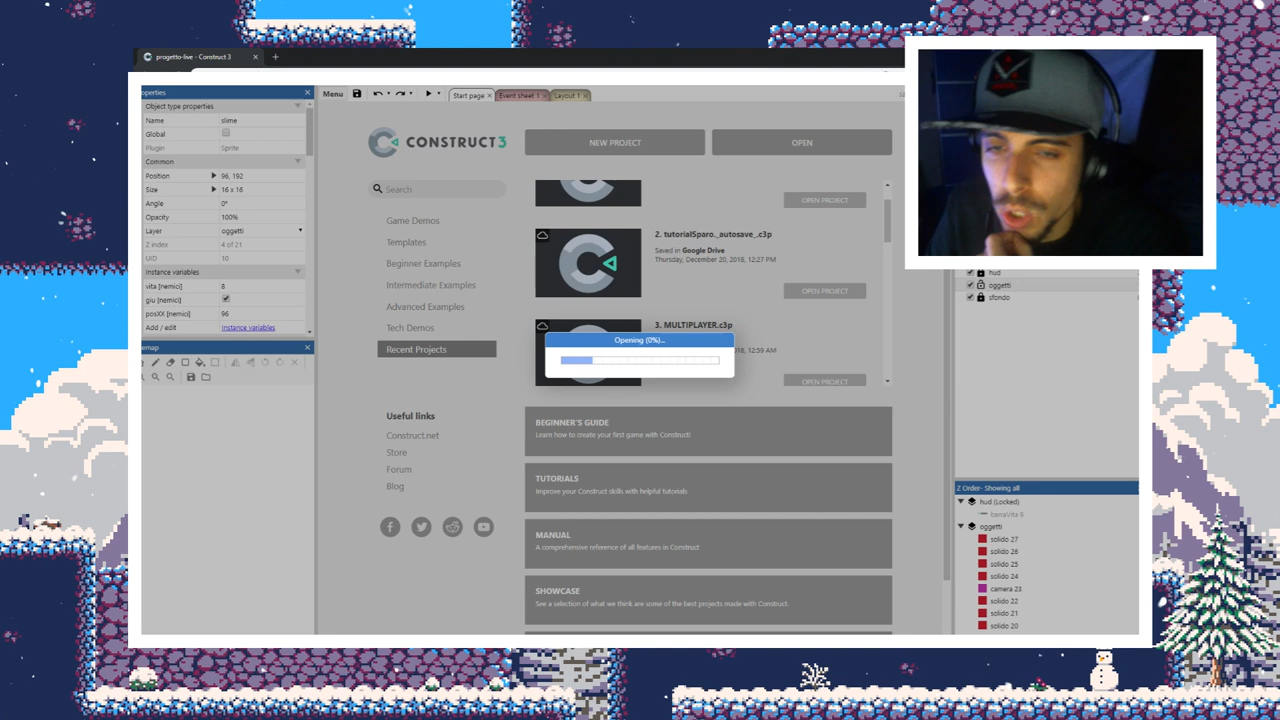 progetto-live - Construct 3
operties
Object type properties
Name slime
Global
Plugin Sprite
Common
Position 96, 192
Size 16 x 16
Angle 0°
Opacity 100%
Layer oggetti
Z index 4 of 21
UID 10
Instance variables
vita [nemici] 8
giu [nemici]
posXX [nemici] 96
Add / edit Instance variables
emap
Menu
Start page
Event sheet 1
Layout 1
CONSTRUCT3
NEW PROJECT
OPEN
Search
Game Demos
Templates
Beginner Examples
Intermediate Examples
Advanced Examples
Tech Demos
Recent Projects
OPEN PROJECT
2. tutorialSparo._autosave_.c3p
Saved in Google Drive
Thursday, December 20, 2018, 12:27 PM
OPEN PROJECT
3. MULTIPLAYER.c3p
18, 12:59 AM
OPEN PROJECT
Opening (0%)...
Useful links
Construct.net
Store
Forum
Blog
BEGINNER'S GUIDE
Learn how to create your first game with Construct!
TUTORIALS
Improve your Construct skills with helpful tutorials
MANUAL
A comprehensive reference of all features in Construct
SHOWCASE
See a selection of what we think are some of the best projects made with Construct.
hud
oggetti
sfondo
Z Order- Showing all
hud (Locked)
barraVita 9
oggetti
solido 27
solido 26
solido 25
solido 24
camera 23
solido 22
solido 21
solido 20